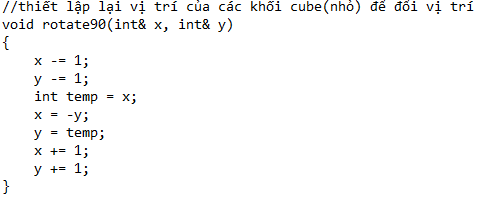 //thiết lập lại vị trí của các khối cube(nhỏ) để đổi vị trí
void rotate90(int& x, int& y)
{
    x -= 1;
    y -= 1;
    int temp = x;
    x = -y;
    y = temp;
    x += 1;
    y += 1;
}